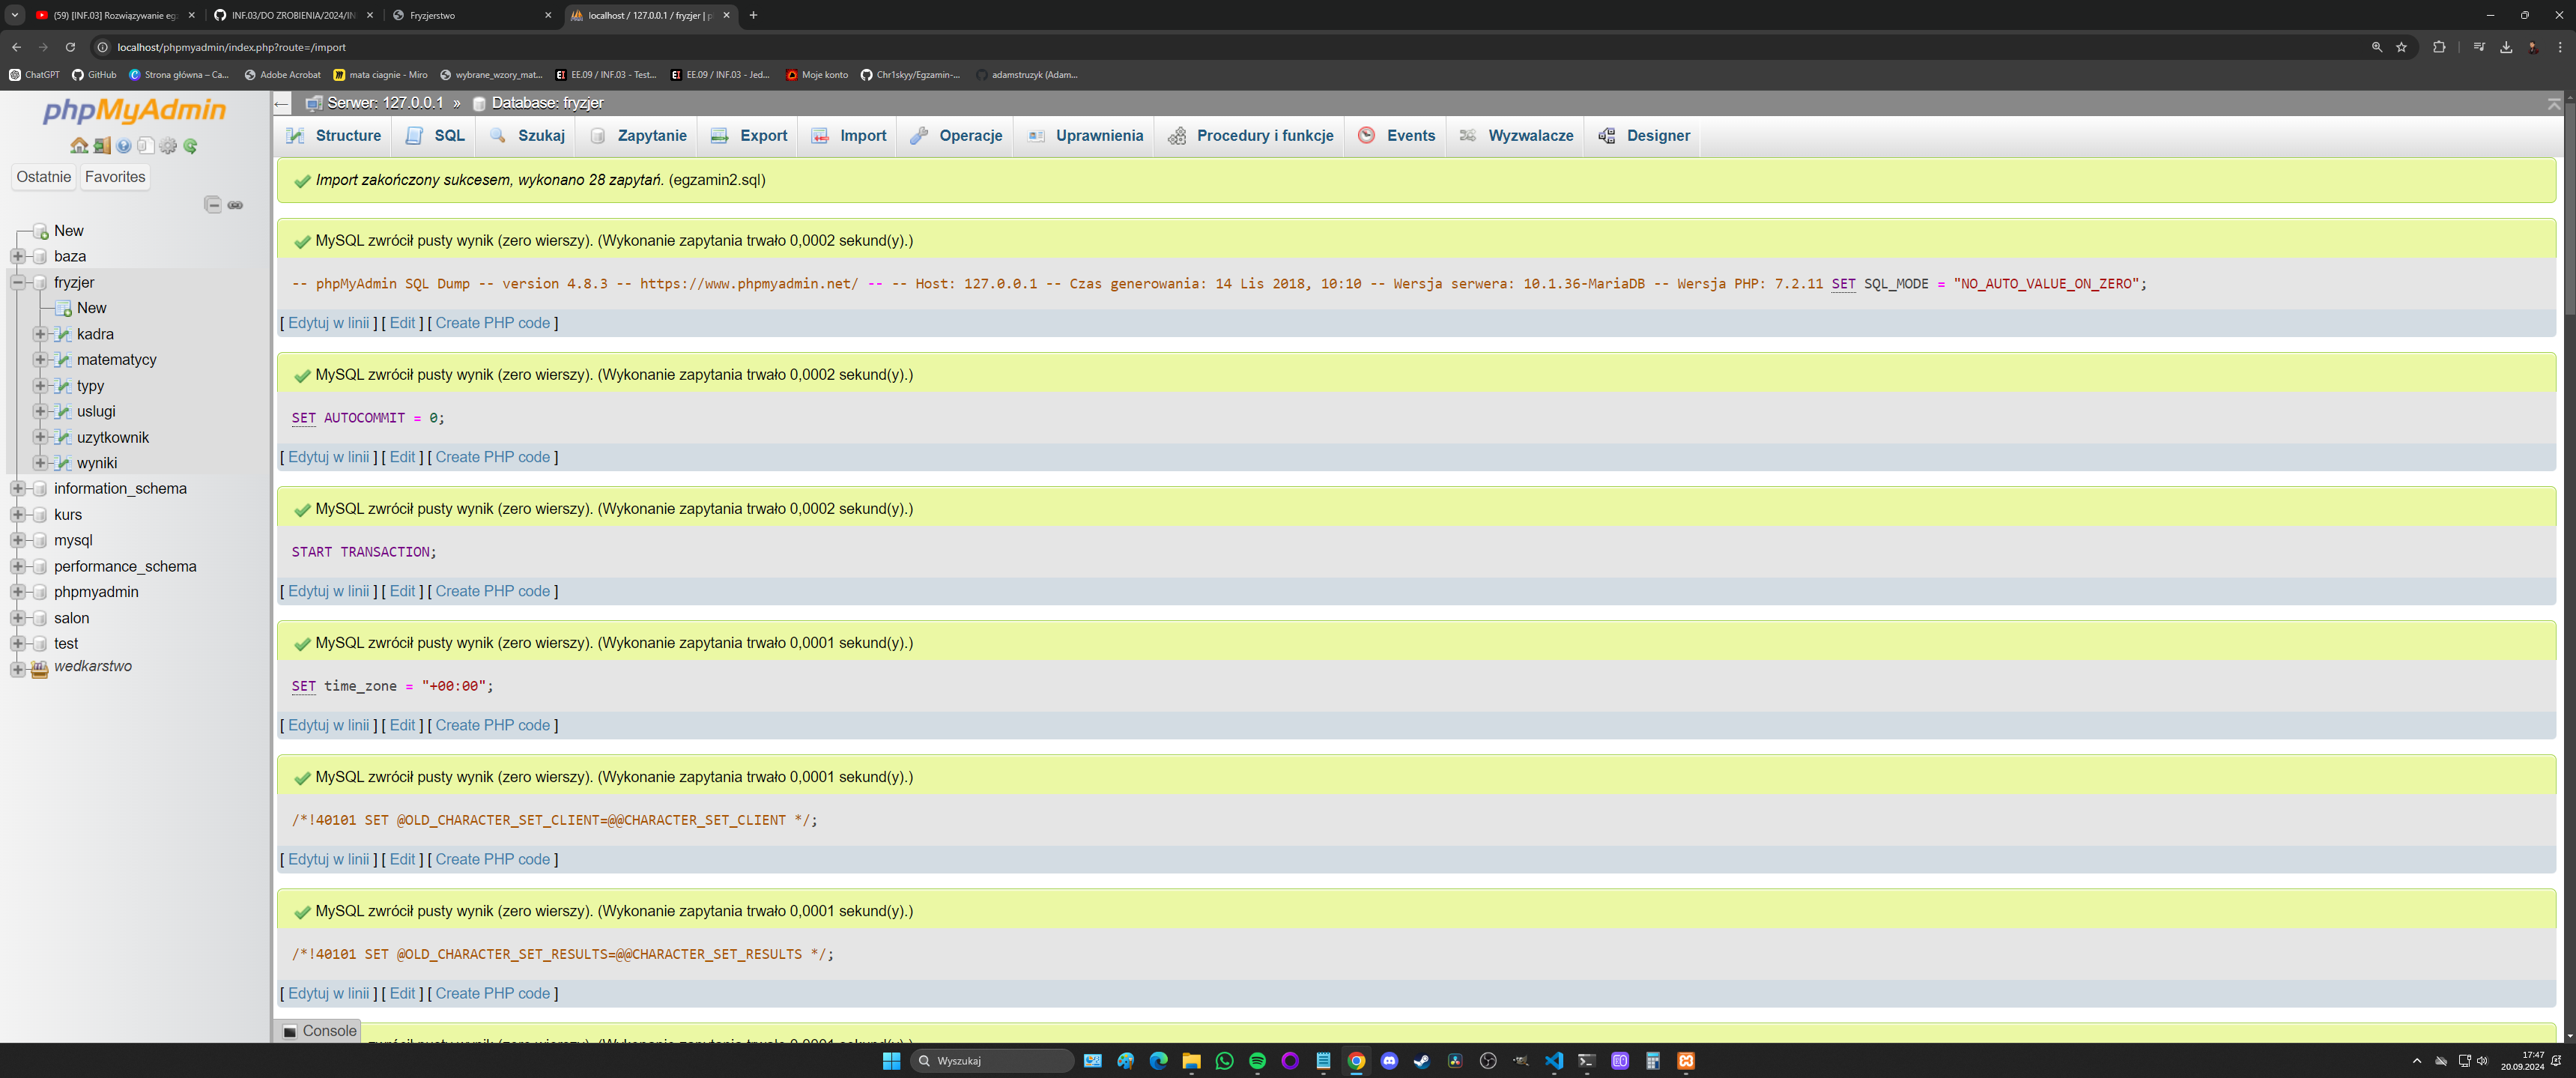 (59) [INF.03] Rozwiązywanie egz
INF.03/DO ZROBIENIA/2024/IN
Fryzjerstwo
localhost / 127.0.0.1 / fryzjer | p
localhost/phpmyadmin/index.php?route=/import
ChatGPT
GitHub
Strona główna – Ca...
Adobe Acrobat
mata ciagnie - Miro
wybrane_wzory_mat...
EE.09 / INF.03 - Test...
EE.09 / INF.03 - Jed...
Moje konto
Chr1skyy/Egzamin-...
adamstruzyk (Adam...
phpMyAdmin
Ostatnie
Favorites
New
baza
fryzjer
New
kadra
matematycy
typy
uslugi
uzytkownik
wyniki
information_schema
kurs
mysql
performance_schema
phpmyadmin
salon
test
wedkarstwo
Serwer: 127.0.0.1 » Database: fryzjer
Structure
SQL
Szukaj
Zapytanie
Export
Import
Operacje
Uprawnienia
Procedury i funkcje
Events
Wyzwalacze
Designer
Import zakończony sukcesem, wykonano 28 zapytań. (egzamin2.sql)
MySQL zwrócił pusty wynik (zero wierszy). (Wykonanie zapytania trwało 0,0002 sekund(y).)
-- phpMyAdmin SQL Dump -- version 4.8.3 -- https://www.phpmyadmin.net/ -- -- Host: 127.0.0.1 -- Czas generowania: 14 Lis 2018, 10:10 -- Wersja serwera: 10.1.36-MariaDB -- Wersja PHP: 7.2.11 SET SQL_MODE = "NO_AUTO_VALUE_ON_ZERO";
[ Edytuj w linii ] [ Edit ] [ Create PHP code ]
MySQL zwrócił pusty wynik (zero wierszy). (Wykonanie zapytania trwało 0,0002 sekund(y).)
SET AUTOCOMMIT = 0;
[ Edytuj w linii ] [ Edit ] [ Create PHP code ]
MySQL zwrócił pusty wynik (zero wierszy). (Wykonanie zapytania trwało 0,0002 sekund(y).)
START TRANSACTION;
[ Edytuj w linii ] [ Edit ] [ Create PHP code ]
MySQL zwrócił pusty wynik (zero wierszy). (Wykonanie zapytania trwało 0,0001 sekund(y).)
SET time_zone = "+00:00";
[ Edytuj w linii ] [ Edit ] [ Create PHP code ]
MySQL zwrócił pusty wynik (zero wierszy). (Wykonanie zapytania trwało 0,0001 sekund(y).)
/*!40101 SET @OLD_CHARACTER_SET_CLIENT=@@CHARACTER_SET_CLIENT */;
[ Edytuj w linii ] [ Edit ] [ Create PHP code ]
MySQL zwrócił pusty wynik (zero wierszy). (Wykonanie zapytania trwało 0,0001 sekund(y).)
/*!40101 SET @OLD_CHARACTER_SET_RESULTS=@@CHARACTER_SET_RESULTS */;
[ Edytuj w linii ] [ Edit ] [ Create PHP code ]
Console
zwrócił pusty wynik (zero wierszy). (Wykonanie zapytania trwało 0,0001 sekund(y).)
Wyszukaj
17:47
20.09.2024